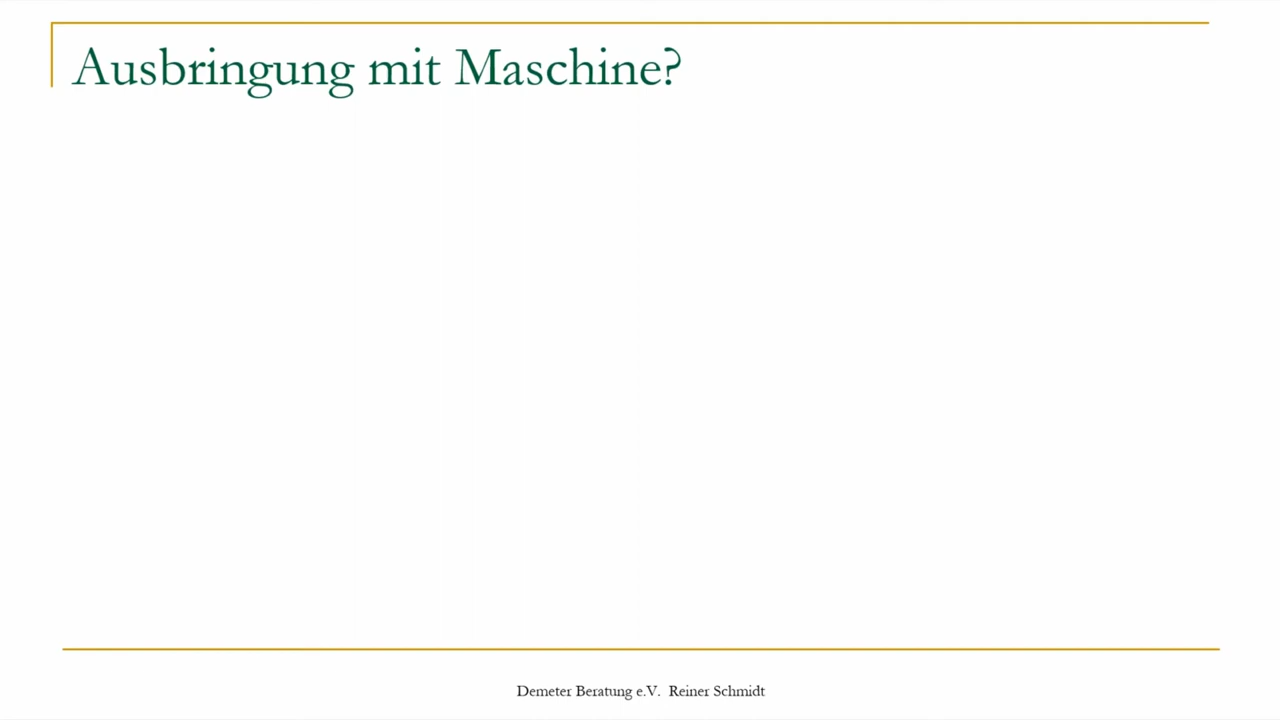 Ausbringung mit Maschine?
Demeter Beratung e.V. Reiner Schmidt